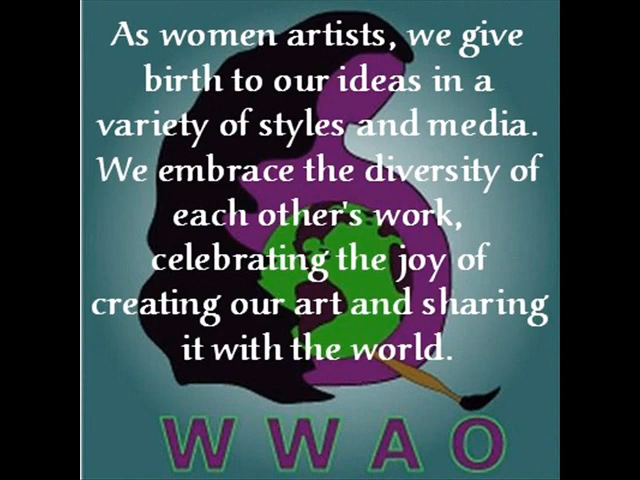 As women artists, we give
birth to our ideas in a
variety of styles and media.
We embrace the diversity of
each other's work,
celebrating the joy of
creating our art and sharing
it with the world.
W W A O